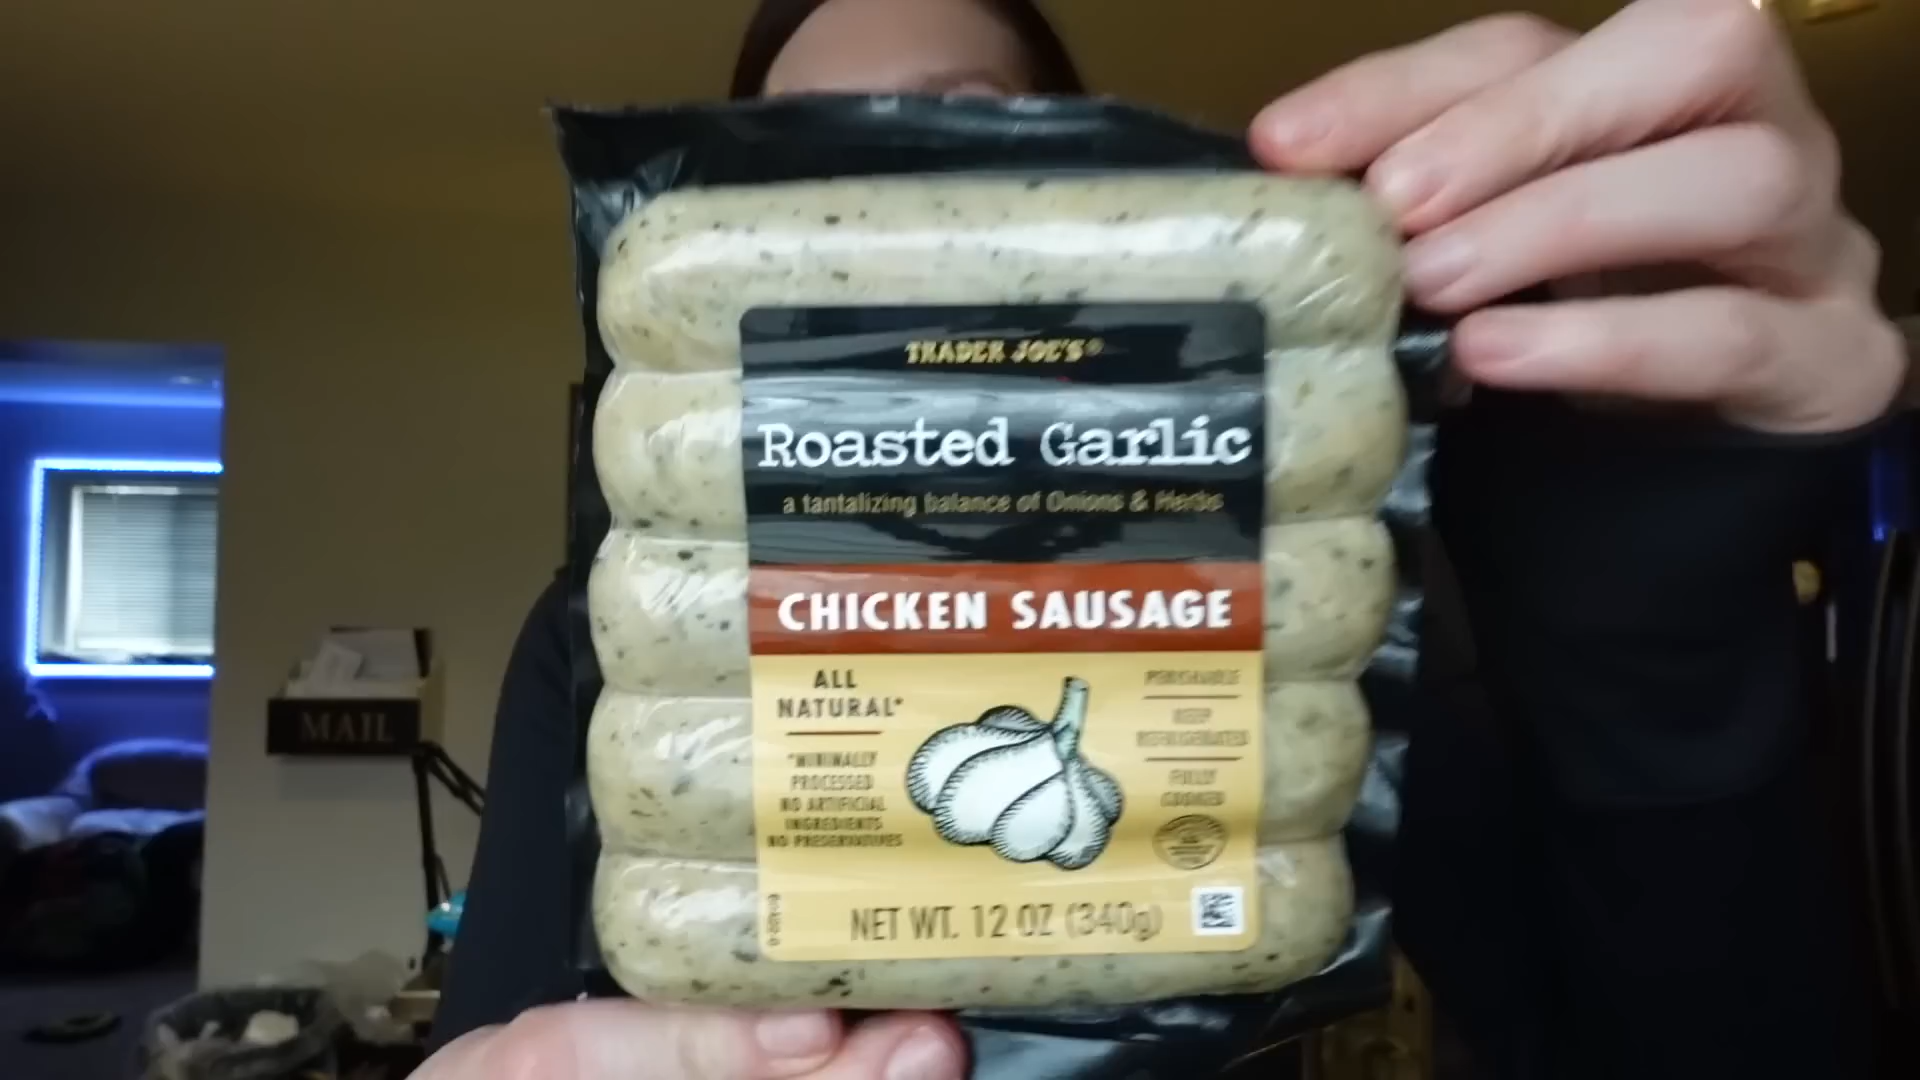 TRADER JOE'S®
Roasted Garlic
a tantalizing balance of Onions & Herbs
CHICKEN SAUSAGE
ALL
NATURAL*
*MINIMALLY
PROCESSED
NO ARTIFICIAL
INGREDIENTS
NO PRESERVATIVES
PERISHABLE
KEEP
REFRIGERATED
FULLY
COOKED
NET WT. 12 OZ (340g)
MAIL